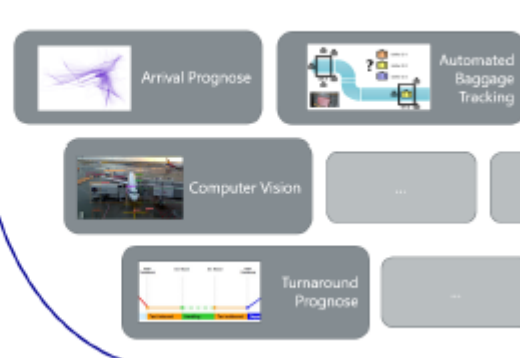 Arrival Prognose
Automated
Baggage
Tracking
?
Computer Vision
...
Turnaround
Prognose
...